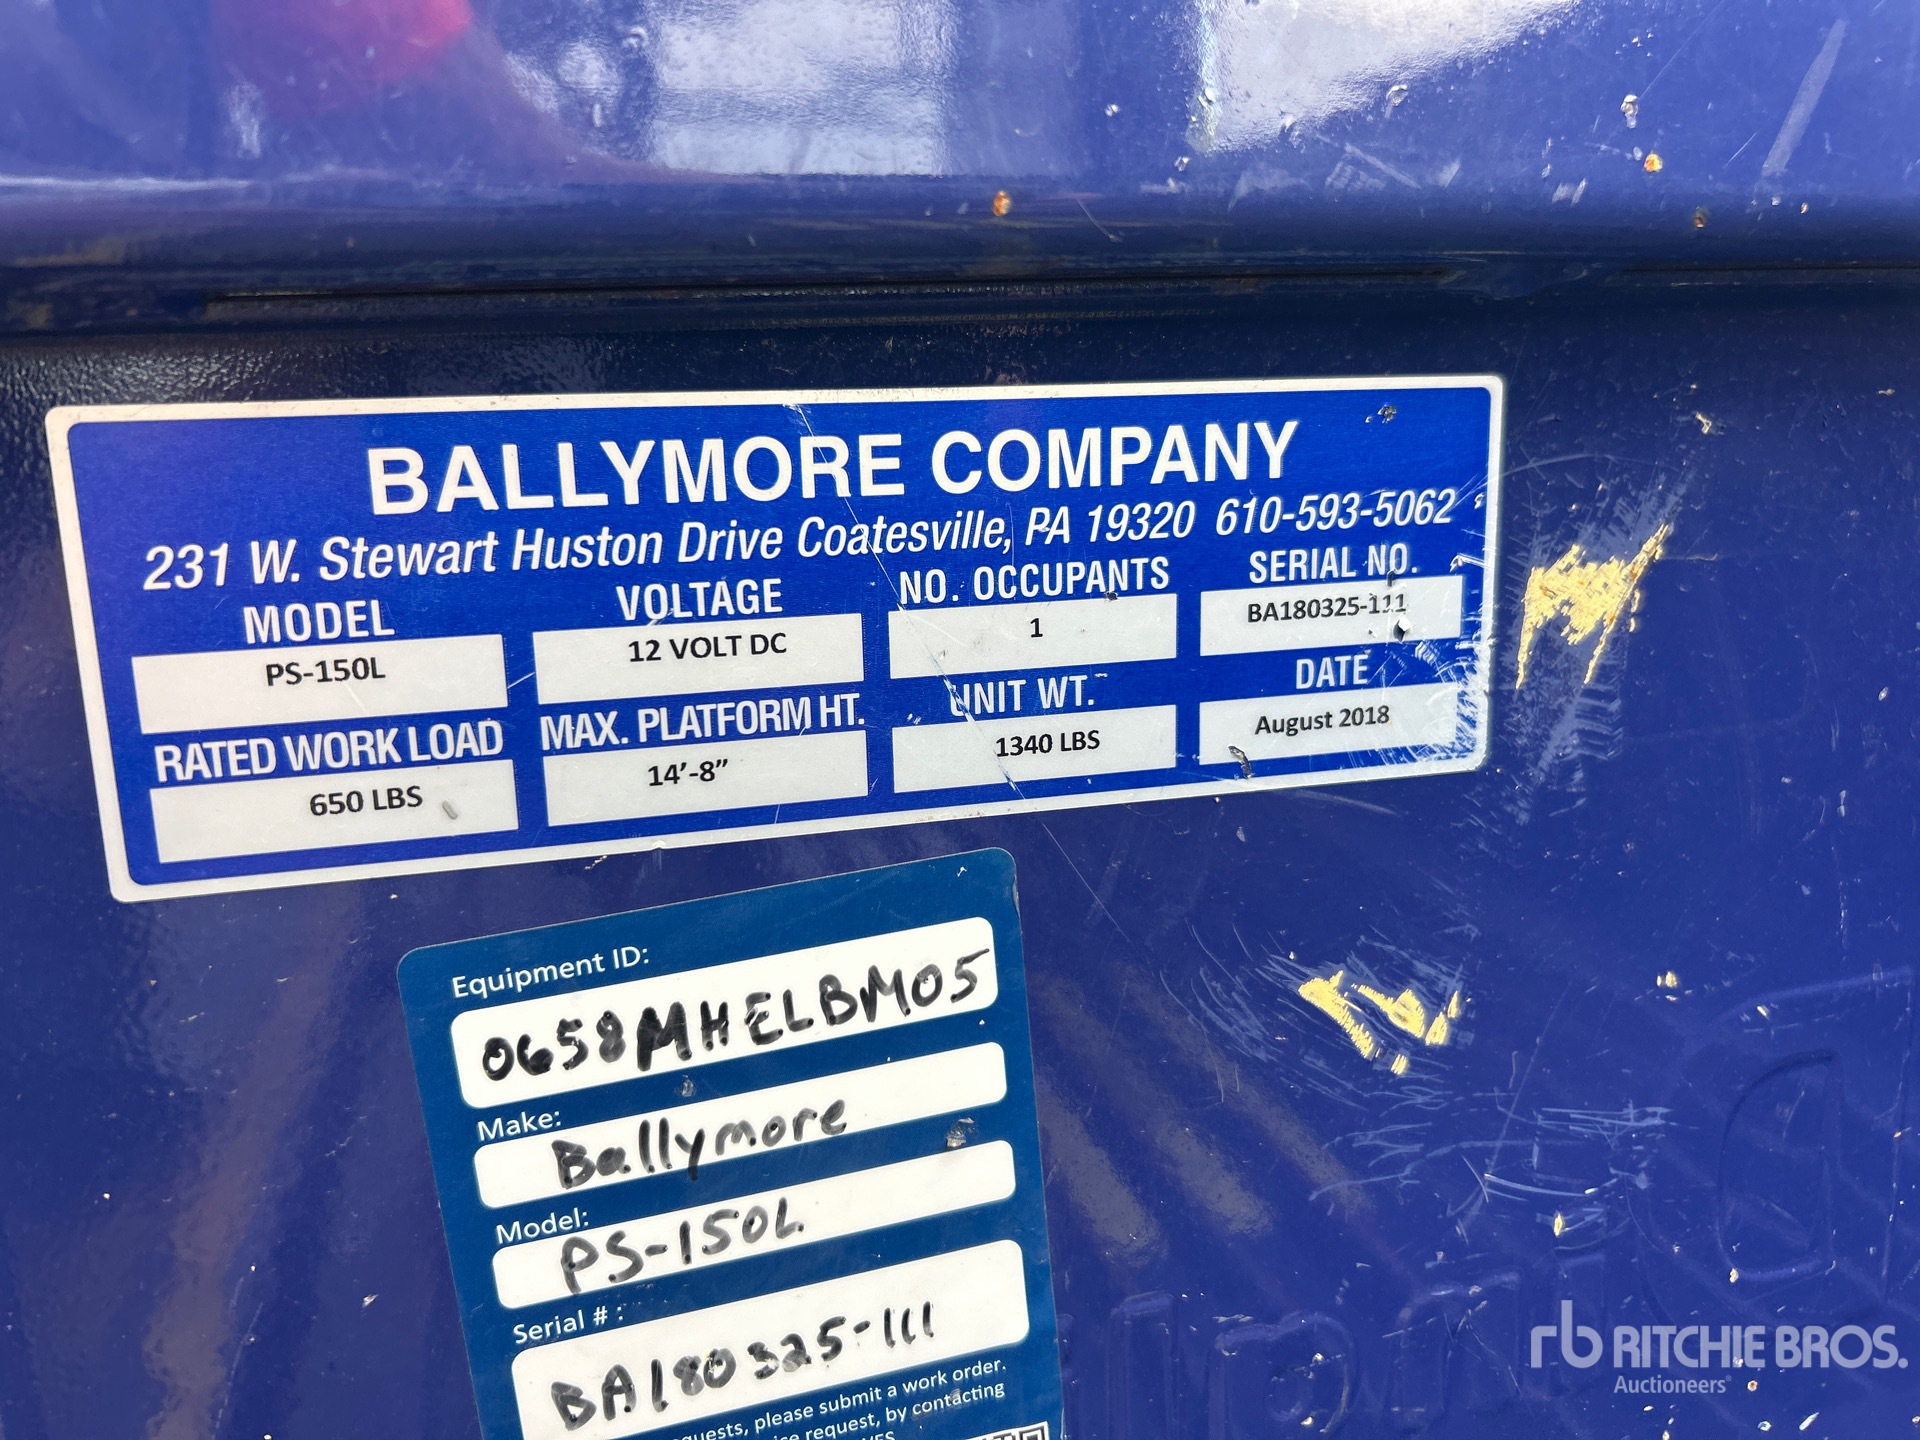 BALLYMORE COMPANY
231 W. Stewart Huston Drive Coatesville, PA 19320 610-593-5062
MODEL VOLTAGE NO. OCCUPANTS SERIAL NO.
PS-150L 12 VOLT DC 1 BA180325-111
RATED WORK LOAD MAX. PLATFORM HT. UNIT WT. DATE
650 LBS 14'-8" 1340 LBS August 2018
Equipment ID:
0658MHELBM05
Make:
Ballymore
Model:
PS-150L
Serial # :
BA180325-111
please submit a work order.
request, by contacting
rb RITCHIE BROS.
Auctioneers